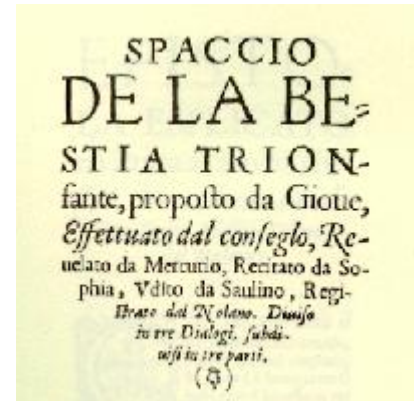 SPACCIO
DE LA BE-
STIA TRION-
fante, propoſto da Gioue,
Effettuato dal conſeglo, Re-
uelato da Mercurio, Recitato da So-
phia, Vdito da Saulino, Regi-
ſtrato dal Nolano. Diuiſo
in tre Dialogi, ſubdi-
uiſi in tre parti.